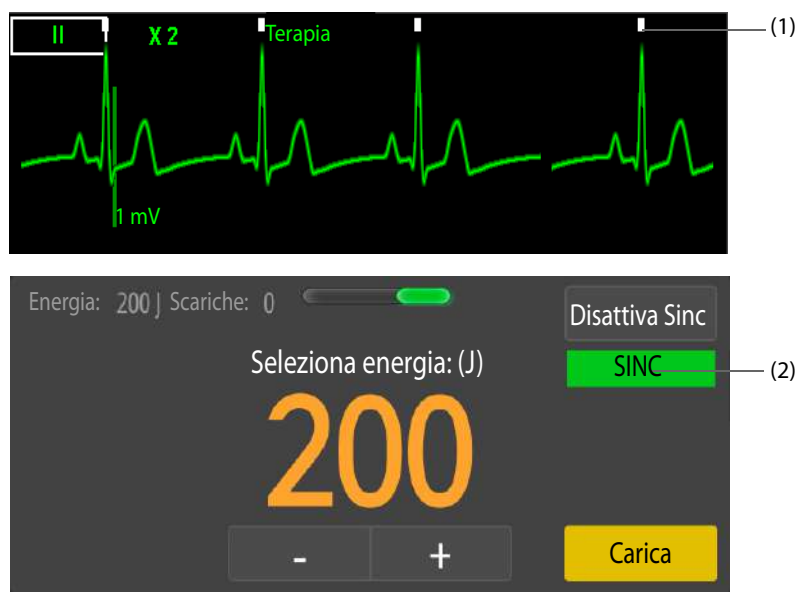 II X 2 Terapia
(1)
1 mV
Energia: 200 J Scariche: 0
Disattiva Sinc
Seleziona energia: (J)
SINC
(2)
200
- +
Carica